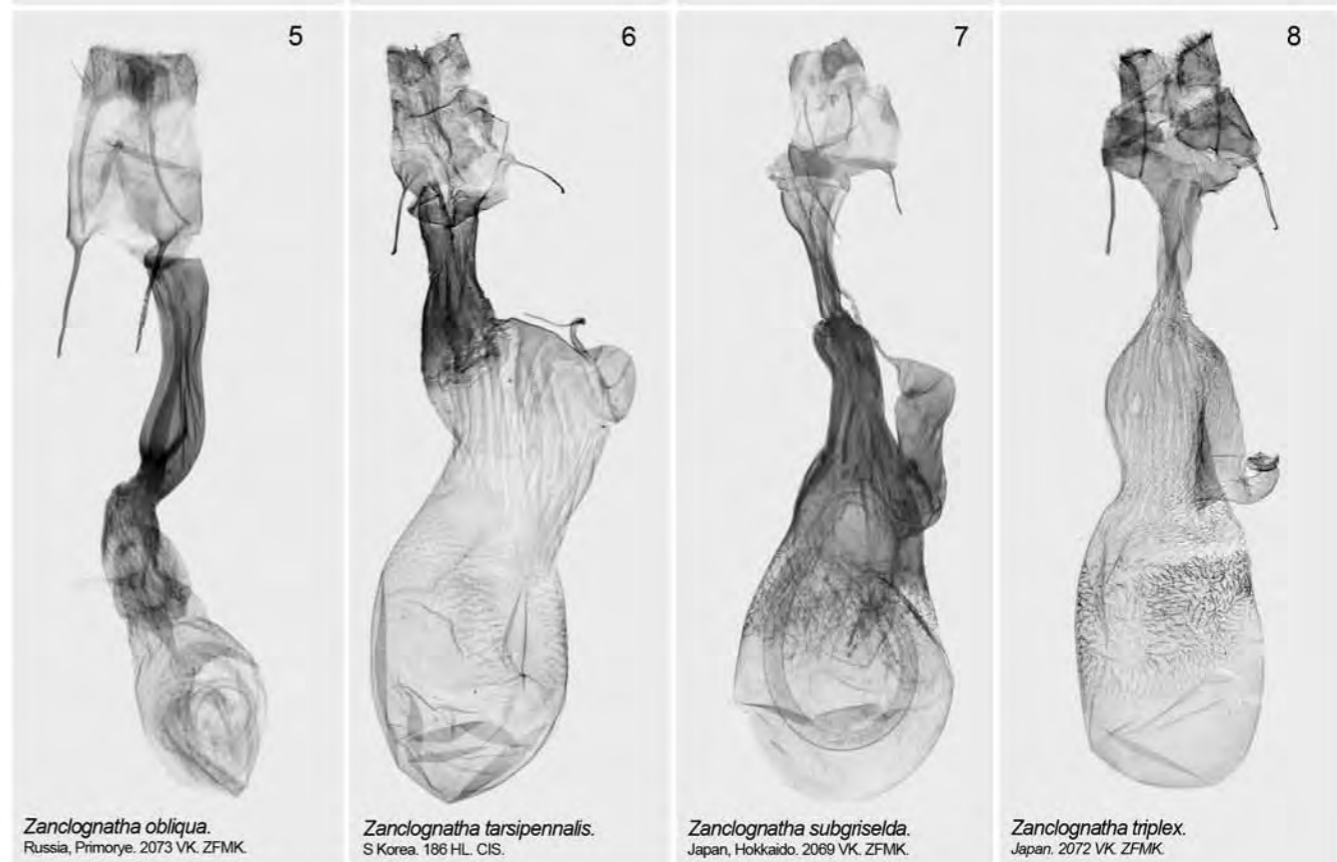 5
6
7
8
Zanclognatha obliqua.
Russia, Primorye. 2073 VK. ZFMK.
Zanclognatha tarsipennalis.
S Korea. 186 HL. CIS.
Zanclognatha subgriselda.
Japan, Hokkaido. 2069 VK. ZFMK.
Zanclognatha triplex.
Japan. 2072 VK. ZFMK.